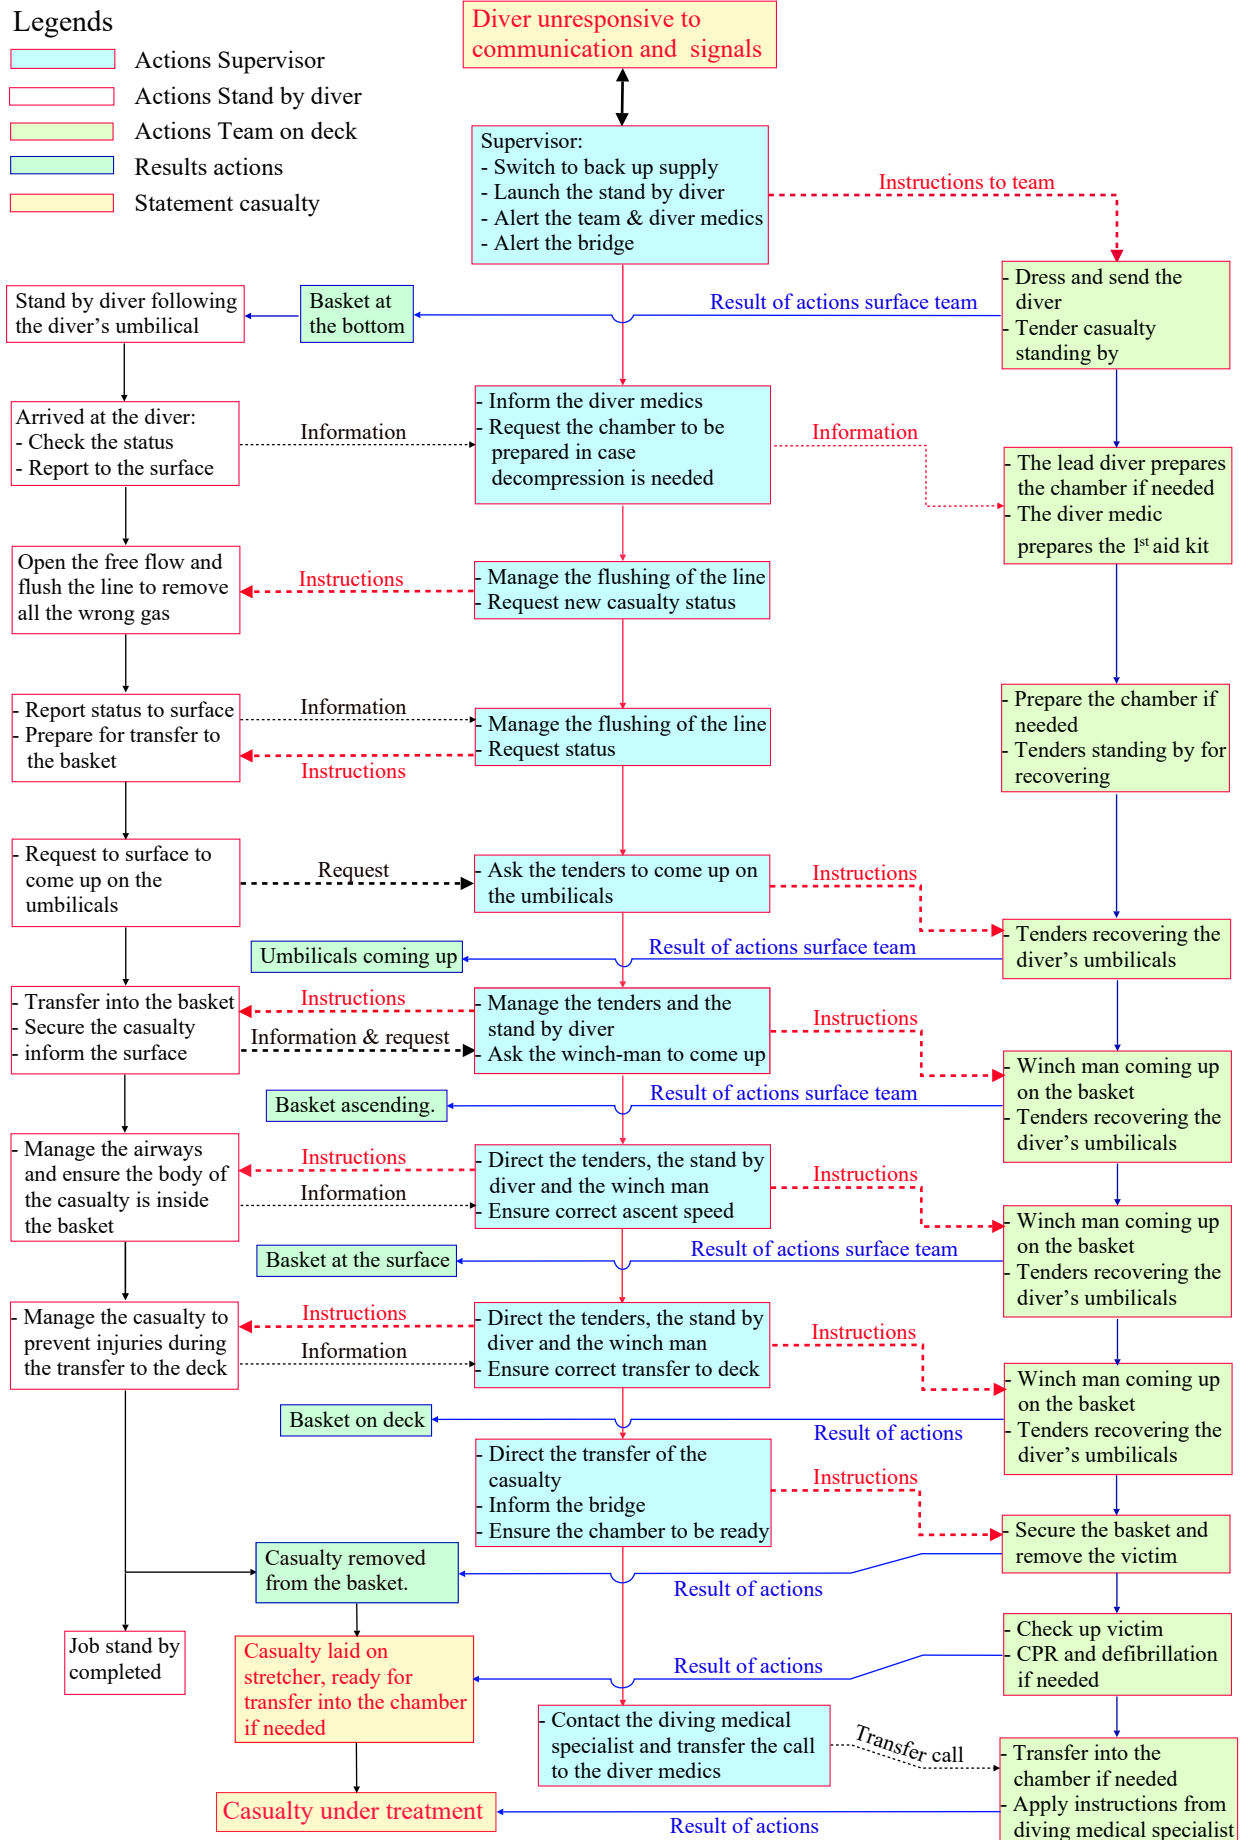 Legends
Actions Supervisor
Actions Stand by diver
Actions Team on deck
Results actions
Statement casualty
Diver unresponsive to
communication and signals
Supervisor:
- Switch to back up supply
- Launch the stand by diver
- Alert the team & diver medics
- Alert the bridge
Instructions to team
- Dress and send the
diver
- Tender casualty
standing by
Result of actions surface team
Basket at
the bottom
Stand by diver following
the diver's umbilical
Arrived at the diver:
- Check the status
- Report to the surface
Information
- Inform the diver medics
- Request the chamber to be
prepared in case
decompression is needed
Information
- The lead diver prepares
the chamber if needed
- The diver medic
prepares the 1st aid kit
Open the free flow and
flush the line to remove
all the wrong gas
Instructions
- Manage the flushing of the line
- Request new casualty status
- Report status to surface
- Prepare for transfer to
the basket
Information
Instructions
- Manage the flushing of the line
- Request status
- Prepare the chamber if
needed
- Tenders standing by for
recovering
- Request to surface to
come up on the
umbilicals
Request
- Ask the tenders to come up on
the umbilicals
Instructions
- Tenders recovering the
diver's umbilicals
Result of actions surface team
Umbilicals coming up
- Transfer into the basket
- Secure the casualty
- inform the surface
Instructions
Information & request
- Manage the tenders and the
stand by diver
- Ask the winch-man to come up
Instructions
- Winch man coming up
on the basket
- Tenders recovering the
diver's umbilicals
Result of actions surface team
Basket ascending.
- Manage the airways
and ensure the body of
the casualty is inside
the basket
Instructions
Information
- Direct the tenders, the stand by
diver and the winch man
- Ensure correct ascent speed
Instructions
- Winch man coming up
on the basket
- Tenders recovering the
diver's umbilicals
Result of actions surface team
Basket at the surface
- Manage the casualty to
prevent injuries during
the transfer to the deck
Instructions
Information
- Direct the tenders, the stand by
diver and the winch man
- Ensure correct transfer to deck
Instructions
- Winch man coming up
on the basket
- Tenders recovering the
diver's umbilicals
Result of actions
Basket on deck
- Direct the transfer of the
casualty
- Inform the bridge
- Ensure the chamber to be ready
Instructions
- Secure the basket and
remove the victim
Result of actions
Casualty removed
from the basket.
Job stand by
completed
Casualty laid on
stretcher, ready for
transfer into the chamber
if needed
Result of actions
- Check up victim
- CPR and defibrillation
if needed
- Contact the diving medical
specialist and transfer the call
to the diver medics
Transfer call
- Transfer into the
chamber if needed
- Apply instructions from
diving medical specialist
Result of actions
Casualty under treatment